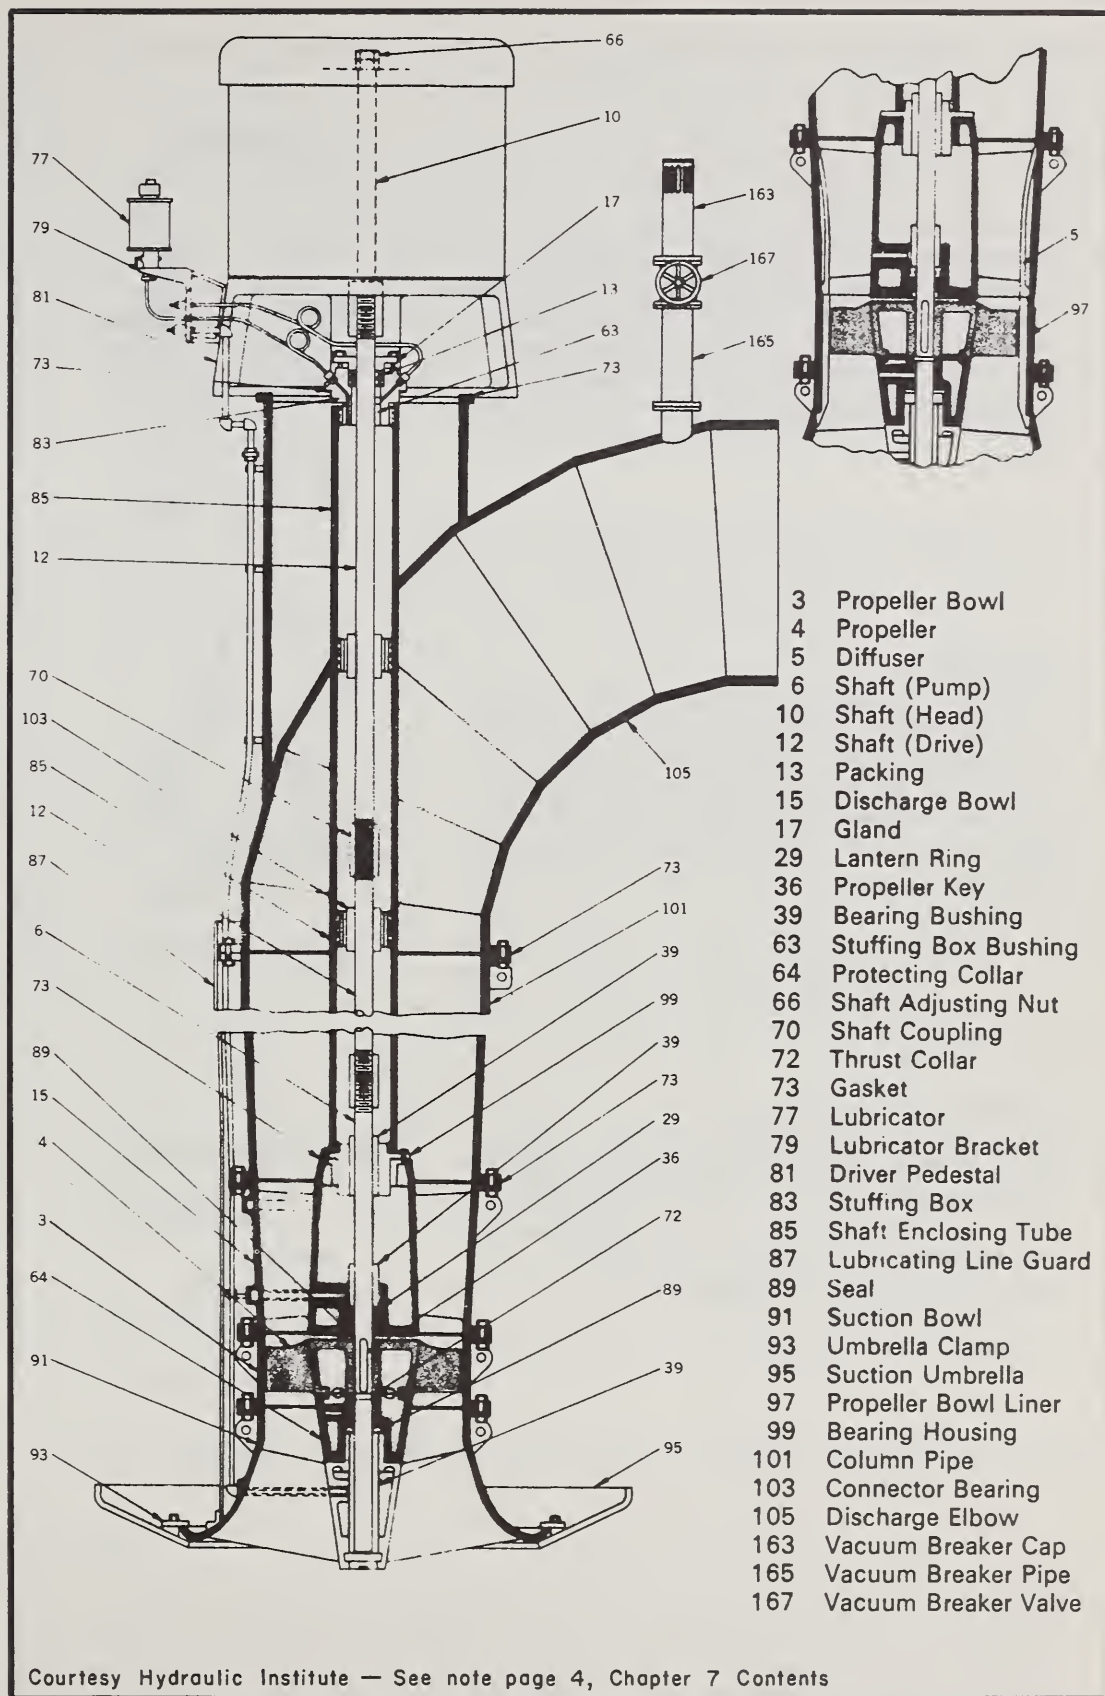 66
10
77
17
163
79
5
167
81
13
97
63
165
73
73
83
85
12
70
103
105
85
12
87
73
101
6
39
73
99
39
89
73
15
29
4
36
3
72
64
89
91
39
93
95
3 Propeller Bowl
4 Propeller
5 Diffuser
6 Shaft (Pump)
10 Shaft (Head)
12 Shaft (Drive)
13 Packing
15 Discharge Bowl
17 Gland
29 Lantern Ring
36 Propeller Key
39 Bearing Bushing
63 Stuffing Box Bushing
64 Protecting Collar
66 Shaft Adjusting Nut
70 Shaft Coupling
72 Thrust Collar
73 Gasket
77 Lubricator
79 Lubricator Bracket
81 Driver Pedestal
83 Stuffing Box
85 Shaft Enclosing Tube
87 Lubricating Line Guard
89 Seal
91 Suction Bowl
93 Umbrella Clamp
95 Suction Umbrella
97 Propeller Bowl Liner
99 Bearing Housing
101 Column Pipe
103 Connector Bearing
105 Discharge Elbow
163 Vacuum Breaker Cap
165 Vacuum Breaker Pipe
167 Vacuum Breaker Valve
Courtesy Hydraulic Institute — See note page 4, Chapter 7 Contents